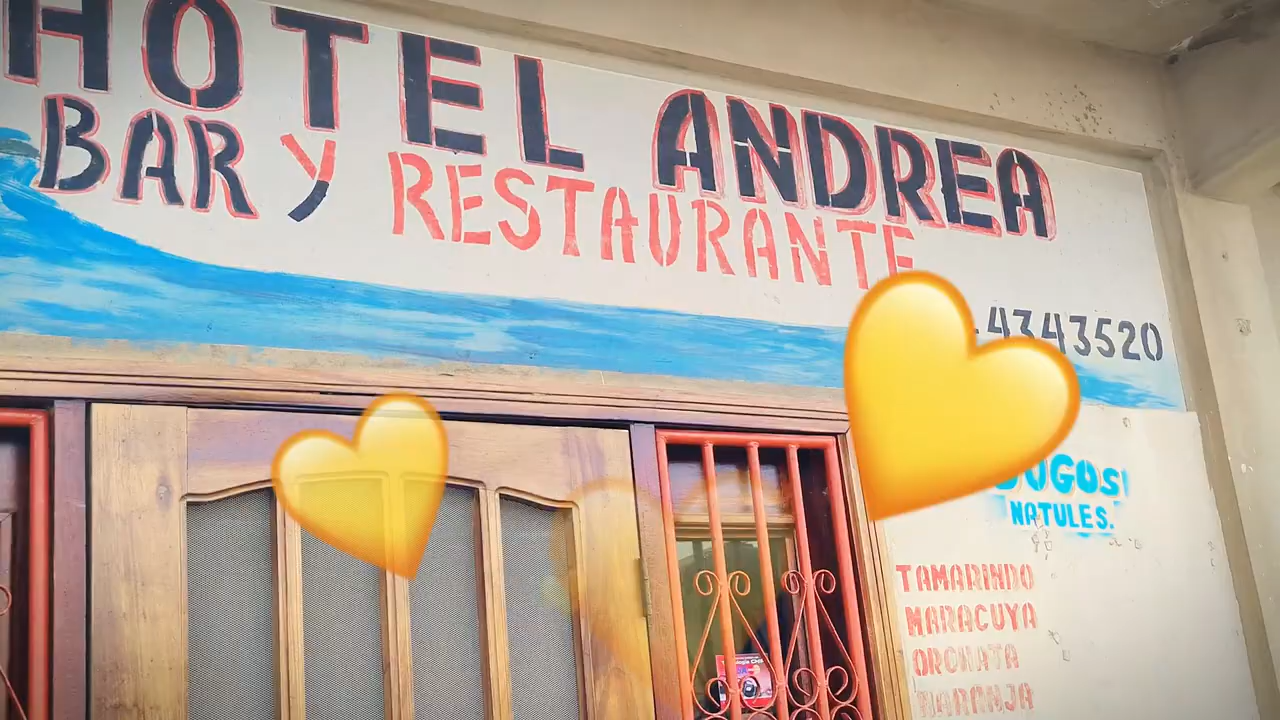 HOTEL ANDREA
BAR y RESTAURANTE
4343520
NATULES.
TAMARINDO
MARACUYA
ORCHATA
NARANJA